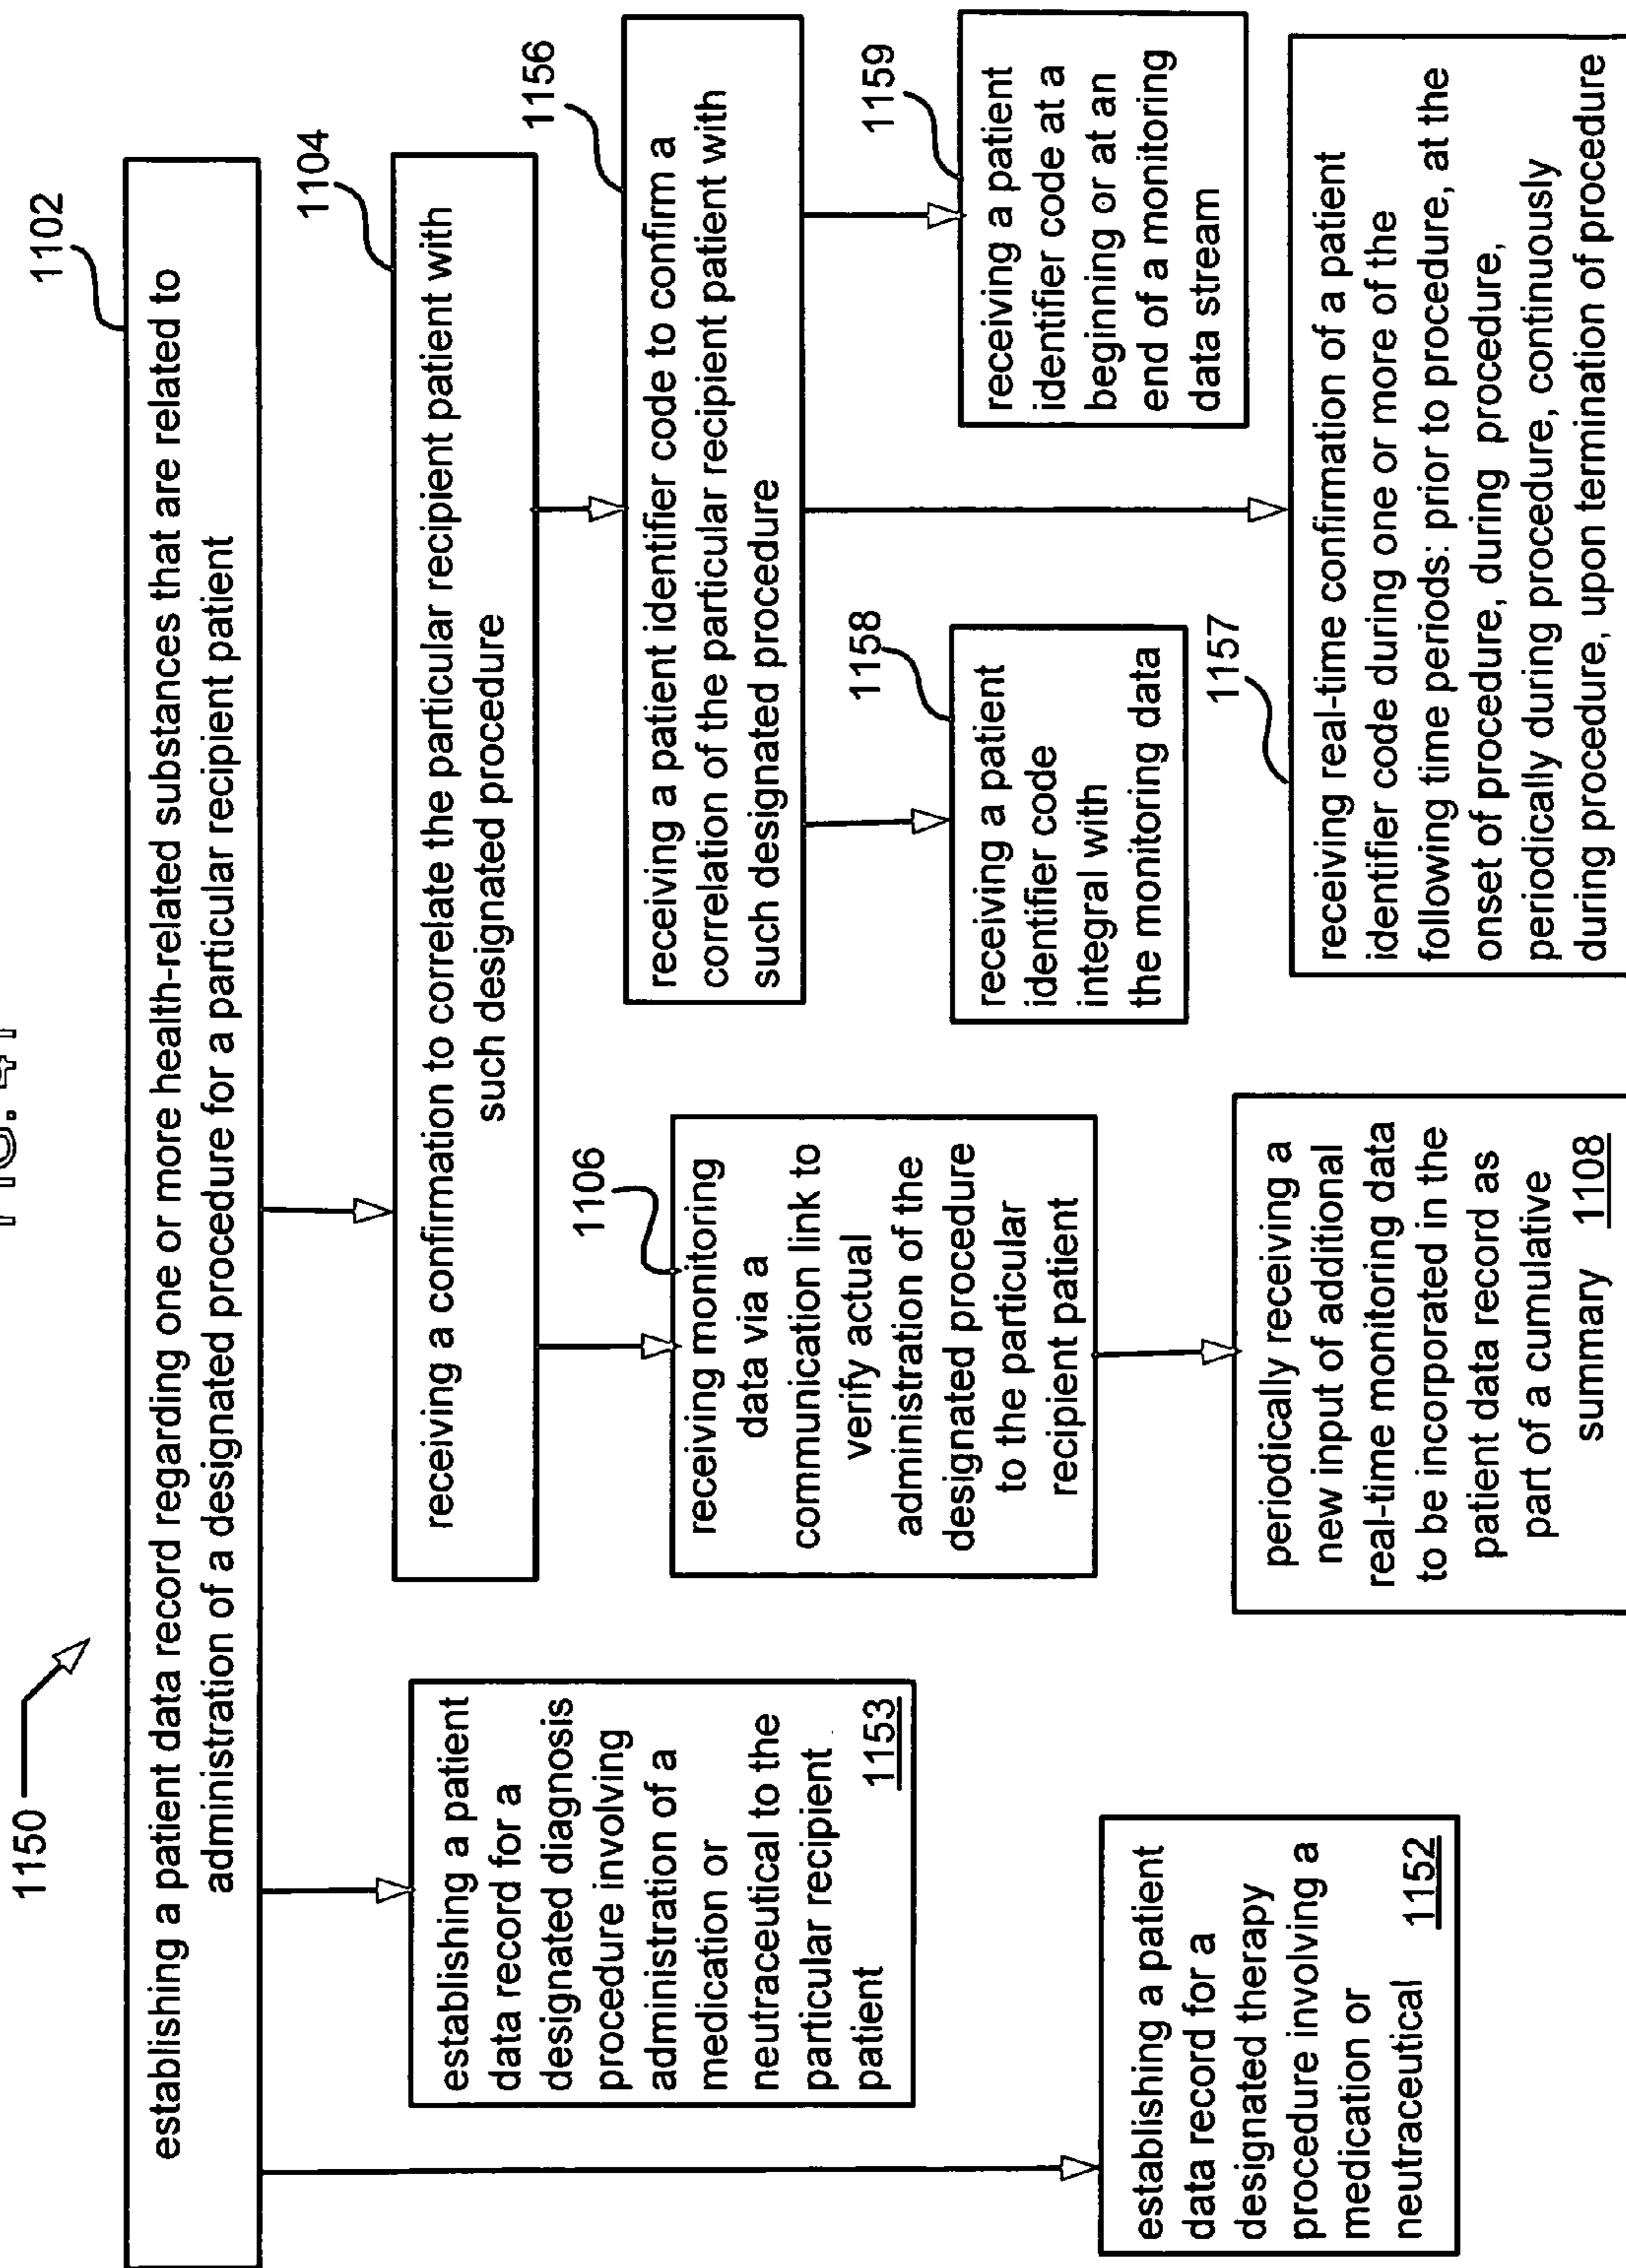 FIG. 41
1150
1102
establishing a patient data record regarding one or more health-related substances that are related to
administration of a designated procedure for a particular recipient patient
1104
receiving a confirmation to correlate the particular recipient patient with
such designated procedure
1156
receiving a patient identifier code to confirm a
correlation of the particular recipient patient with
such designated procedure
establishing a patient
data record for a
designated diagnosis
procedure involving
administration of a
medication or
neutraceutical to the
particular recipient
patient 1153
1106
receiving monitoring
data via a
communication link to
verify actual
administration of the
designated procedure
to the particular
recipient patient
1158
receiving a patient
identifier code
integral with
the monitoring data
1159
receiving a patient
identifier code at a
beginning or at an
end of a monitoring
data stream
establishing a patient
data record for a
designated therapy
procedure involving a
medication or
neutraceutical 1152
periodically receiving a
new input of additional
real-time monitoring data
to be incorporated in the
patient data record as
part of a cumulative
summary 1108
1157
receiving real-time confirmation of a patient
identifier code during one or more of the
following time periods: prior to procedure, at the
onset of procedure, during procedure,
periodically during procedure, continuously
during procedure, upon termination of procedure